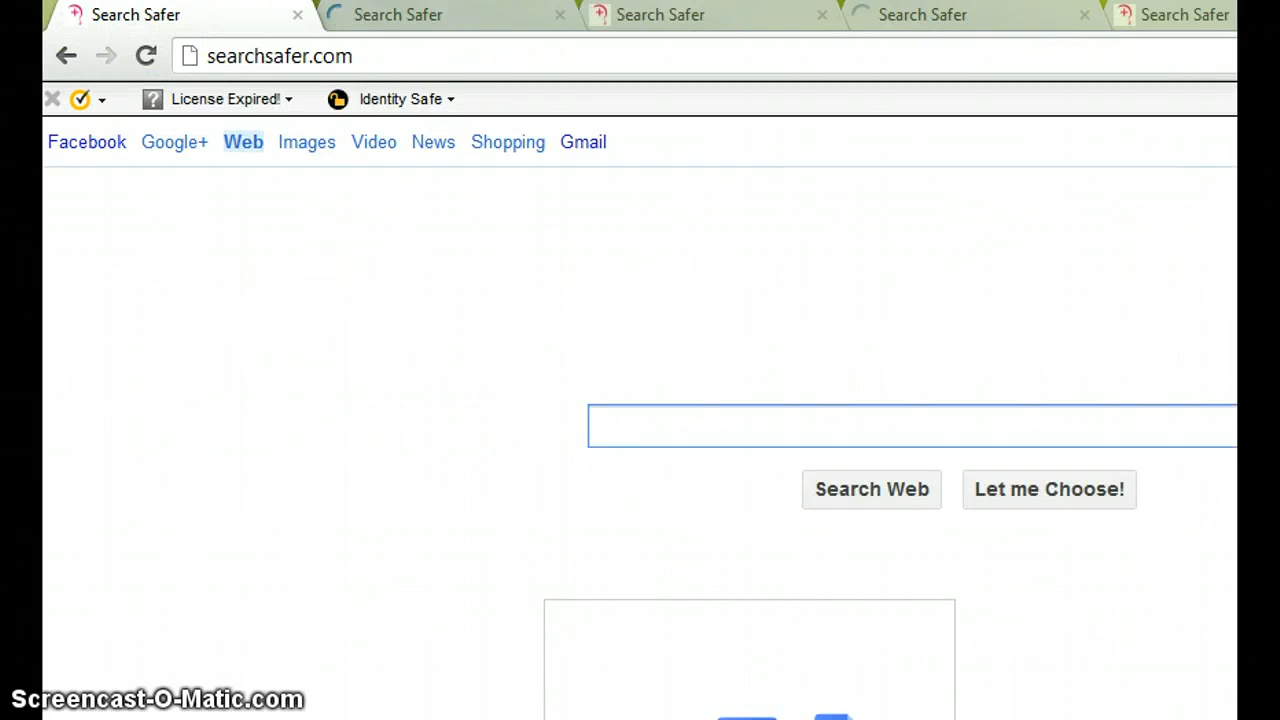 Search Safer Search Safer Search Safer Search Safer Search Safer
searchsafer.com
License Expired! Identity Safe
Facebook Google+ Web Images Video News Shopping Gmail
Search Web Let me Choose!
Screencast-O-Matic.com